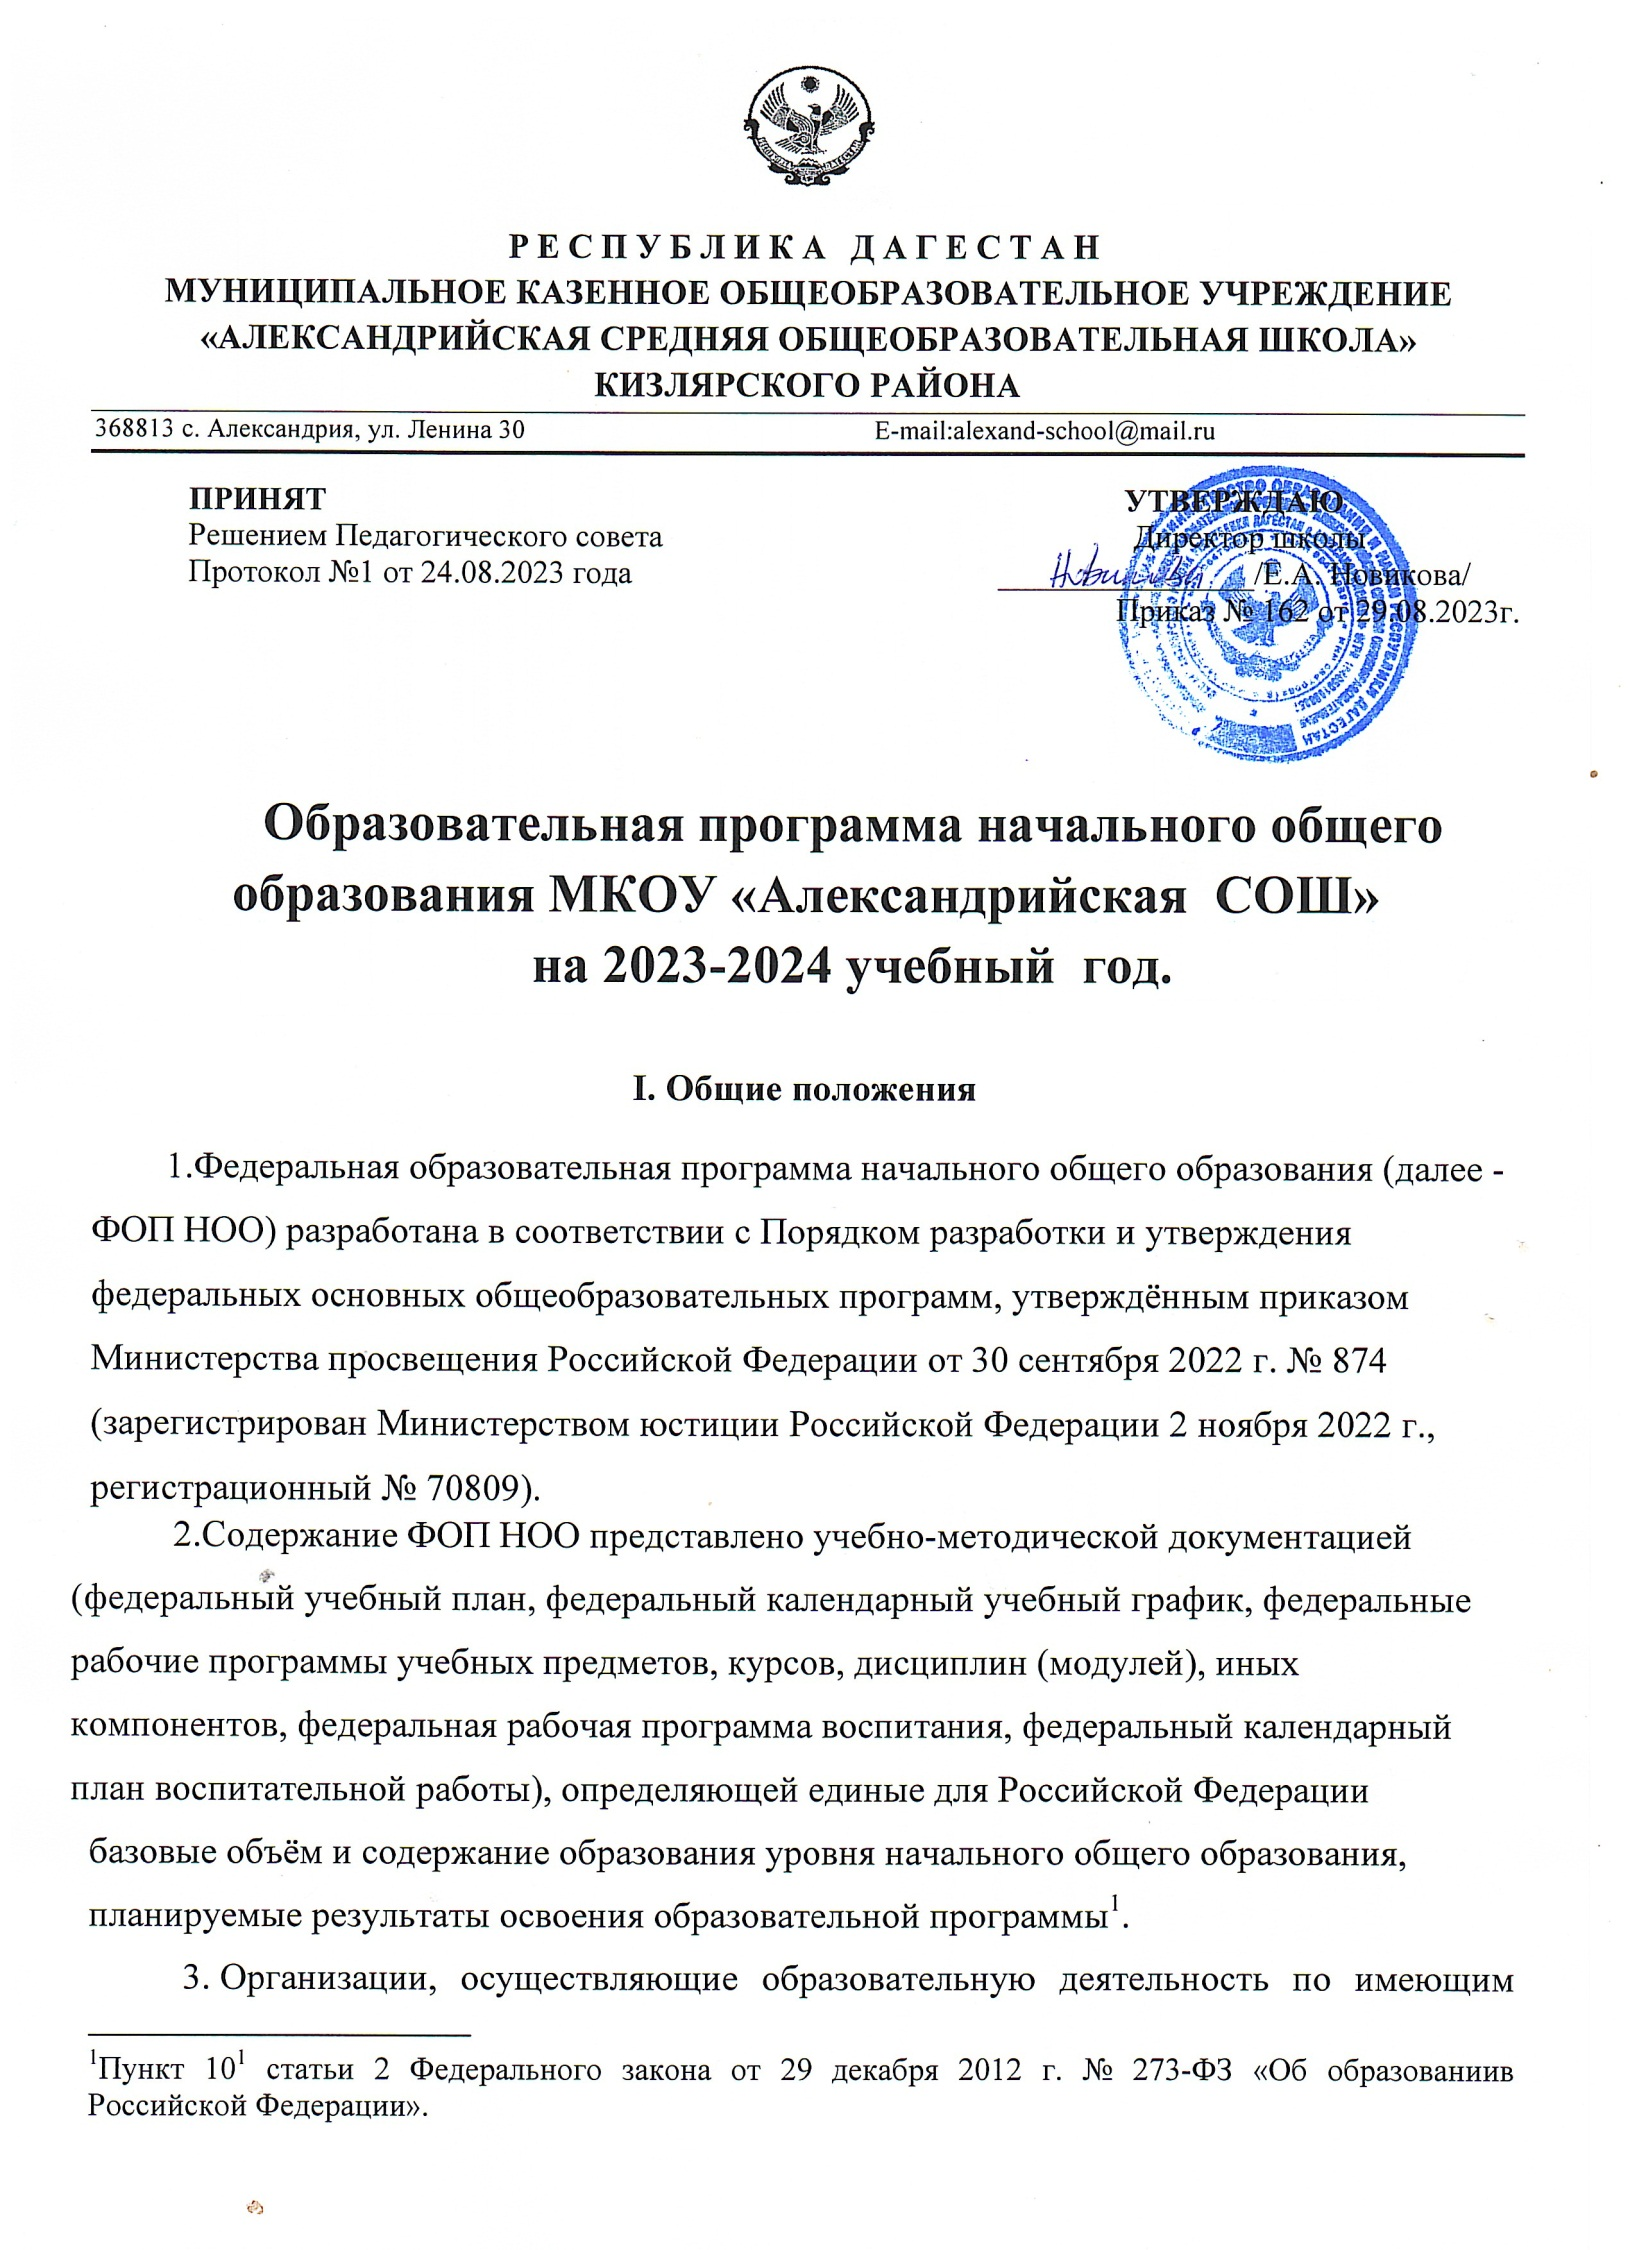 РЕСПУБЛИКА ДАГЕСТАН
МУНИЦИПАЛЬНОЕ КАЗЕННОЕ ОБЩЕОБРАЗОВАТЕЛЬНОЕ УЧРЕЖДЕНИЕ
«АЛЕКСАНДРИЙСКАЯ СРЕДНЯЯ ОБЩЕОБРАЗОВАТЕЛЬНАЯ ШКОЛА»
КИЗЛЯРСКОГО РАЙОНА
368813 с. Александрия, ул. Ленина 30 E-mail:alexand-school@mail.ru
ПРИНЯТ
Решением Педагогического совета
Протокол №1 от 24.08.2023 года
УТВЕРЖДАЮ
Директор школы
/Е.А. Новикова/
Приказ № 162 от 29.08.2023г.
Образовательная программа начального общего
образования МКОУ «Александрийская СОШ»
на 2023-2024 учебный год.
I. Общие положения
1.Федеральная образовательная программа начального общего образования (далее -
ФОП НОО) разработана в соответствии с Порядком разработки и утверждения
федеральных основных общеобразовательных программ, утверждённым приказом
Министерства просвещения Российской Федерации от 30 сентября 2022 г. № 874
(зарегистрирован Министерством юстиции Российской Федерации 2 ноября 2022 г.,
регистрационный № 70809).
2.Содержание ФОП НОО представлено учебно-методической документацией
(федеральный учебный план, федеральный календарный учебный график, федеральные
рабочие программы учебных предметов, курсов, дисциплин (модулей), иных
компонентов, федеральная рабочая программа воспитания, федеральный календарный
план воспитательной работы), определяющей единые для Российской Федерации
базовые объём и содержание образования уровня начального общего образования,
планируемые результаты освоения образовательной программы¹.
3. Организации, осуществляющие образовательную деятельность по имеющим
¹Пункт 10¹ статьи 2 Федерального закона от 29 декабря 2012 г. № 273-ФЗ «Об образованиив
Российской Федерации».